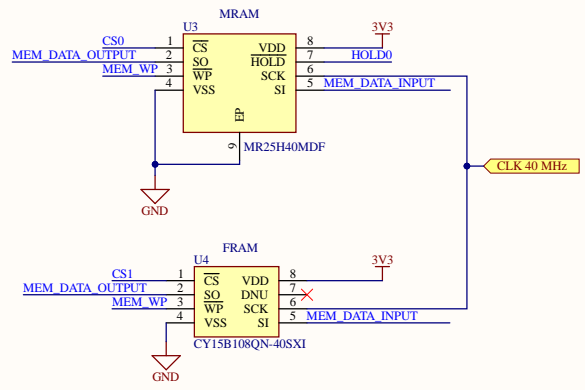 MRAM
U3
3V3
CS0 1 CS VDD 8
MEM_DATA_OUTPUT 2 SO HOLD 7 HOLD0
MEM_WP 3 WP SCK 6
4 VSS SI 5 MEM_DATA_INPUT
EP
9
MR25H40MDF
CLK 40 MHz
GND
FRAM
U4
3V3
CS1 1 CS VDD 8
MEM_DATA_OUTPUT 2 SO DNU 7
MEM_WP 3 WP SCK 6
4 VSS SI 5 MEM_DATA_INPUT
CY15B108QN-40SXI
GND